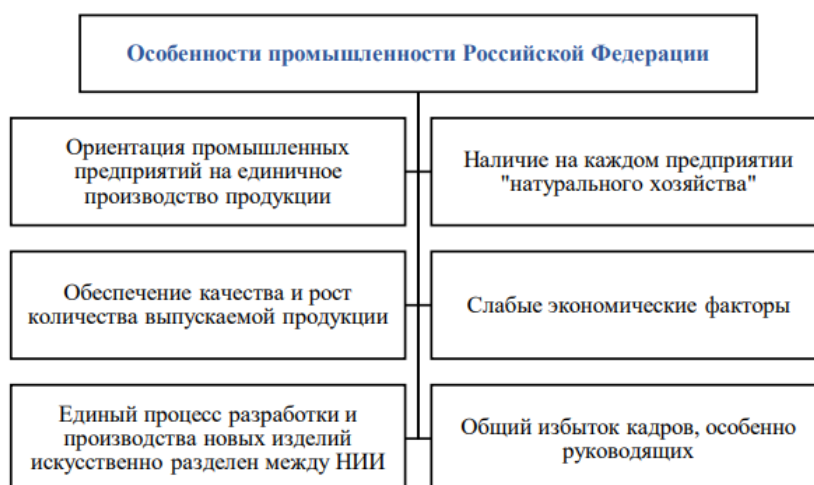 Особенности промышленности Российской Федерации
Ориентация промышленных
предприятий на единичное
производство продукции
Наличие на каждом предприятии
"натурального хозяйства"
Обеспечение качества и рост
количества выпускаемой продукции
Слабые экономические факторы
Единый процесс разработки и
производства новых изделий
искусственно разделен между НИИ
Общий избыток кадров, особенно
руководящих